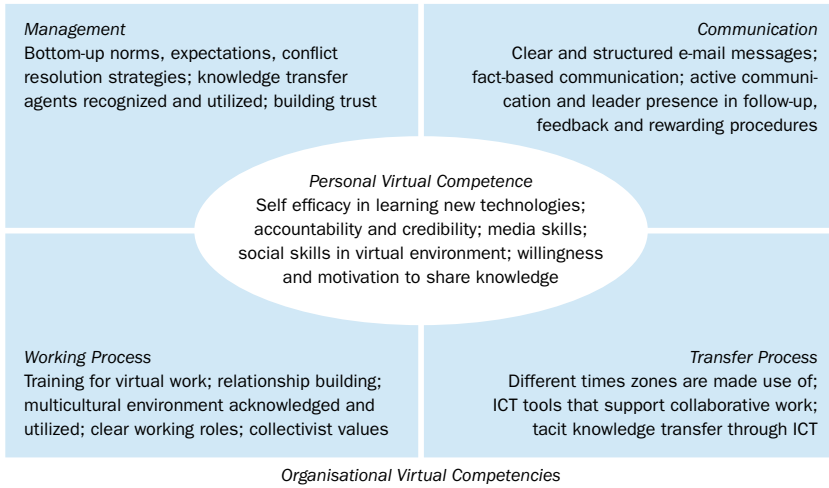 Management
Bottom-up norms, expectations, conflict
resolution strategies; knowledge transfer
agents recognized and utilized; building trust
Communication
Clear and structured e-mail messages;
fact-based communication; active communi-
cation and leader presence in follow-up,
feedback and rewarding procedures
Personal Virtual Competence
Self efficacy in learning new technologies;
accountability and credibility; media skills;
social skills in virtual environment; willingness
and motivation to share knowledge
Working Process
Training for virtual work; relationship building;
multicultural environment acknowledged and
utilized; clear working roles; collectivist values
Transfer Process
Different times zones are made use of;
ICT tools that support collaborative work;
tacit knowledge transfer through ICT
Organisational Virtual Competencies